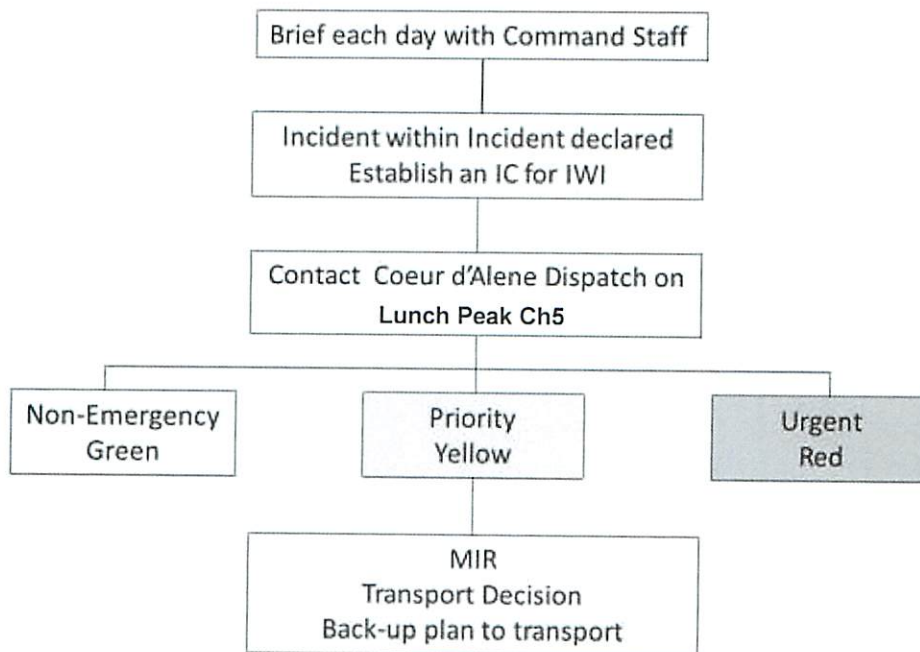 Brief each day with Command Staff
Incident within Incident declared
Establish an IC for IWI
Contact Coeur d'Alene Dispatch on
Lunch Peak Ch5
Non-Emergency
Green
Priority
Yellow
Urgent
Red
MIR
Transport Decision
Back-up plan to transport